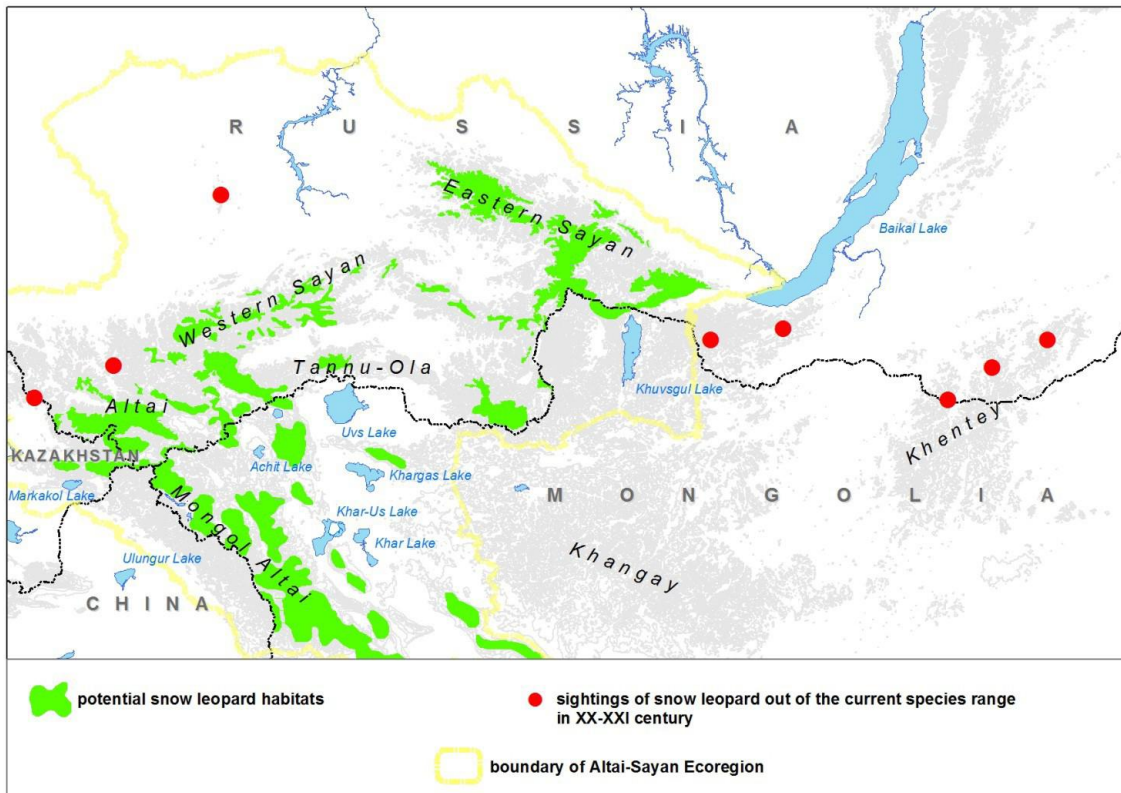 R U S S I A
Eastern Sayan
Baikal Lake
Western Sayan
Tannu-Ola
Khuvsgul Lake
Altai
Uvs Lake
Khentey
KAZAKHSTAN
Achit Lake
Khargas Lake
Markakol Lake
M O N G O L I A
Mongol Altai
Khar-Us Lake
Khar Lake
Ulungur Lake
Khangay
C H I N A
potential snow leopard habitats
sightings of snow leopard out of the current species range
in XX-XXI century
boundary of Altai-Sayan Ecoregion